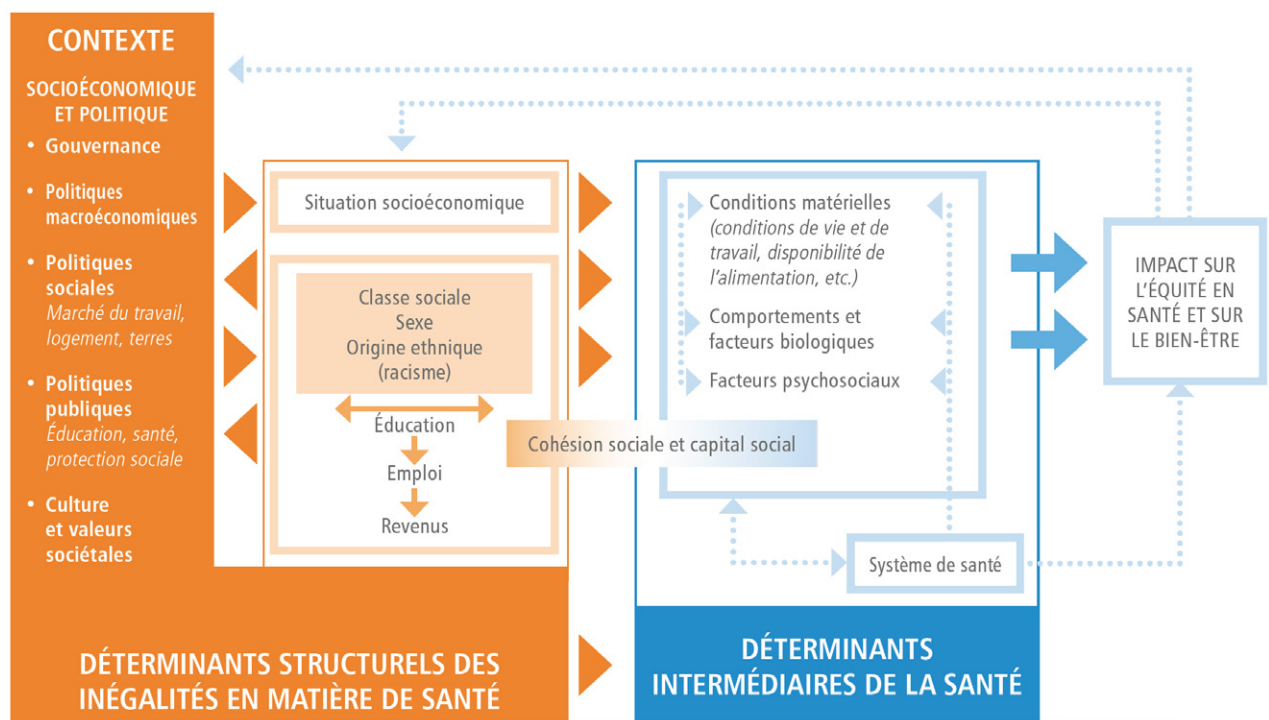 CONTEXTE
SOCIOÉCONOMIQUE
ET POLITIQUE
• Gouvernance
• Politiques
macroéconomiques
• Politiques
sociales
Marché du travail,
logement, terres
• Politiques
publiques
Éducation, santé,
protection sociale
• Culture
et valeurs
sociétales
Situation socioéconomique
Classe sociale
Sexe
Origine ethnique
(racisme)
Éducation
Emploi
Revenus
Cohésion sociale et capital social
Conditions matérielles
(conditions de vie et de
travail, disponibilité de
l’alimentation, etc.)
Comportements et
facteurs biologiques
Facteurs psychosociaux
Système de santé
IMPACT SUR
L’ÉQUITÉ EN
SANTÉ ET SUR
LE BIEN-ÊTRE
DÉTERMINANTS STRUCTURELS DES
INÉGALITÉS EN MATIÈRE DE SANTÉ
DÉTERMINANTS
INTERMÉDIAIRES DE LA SANTÉ